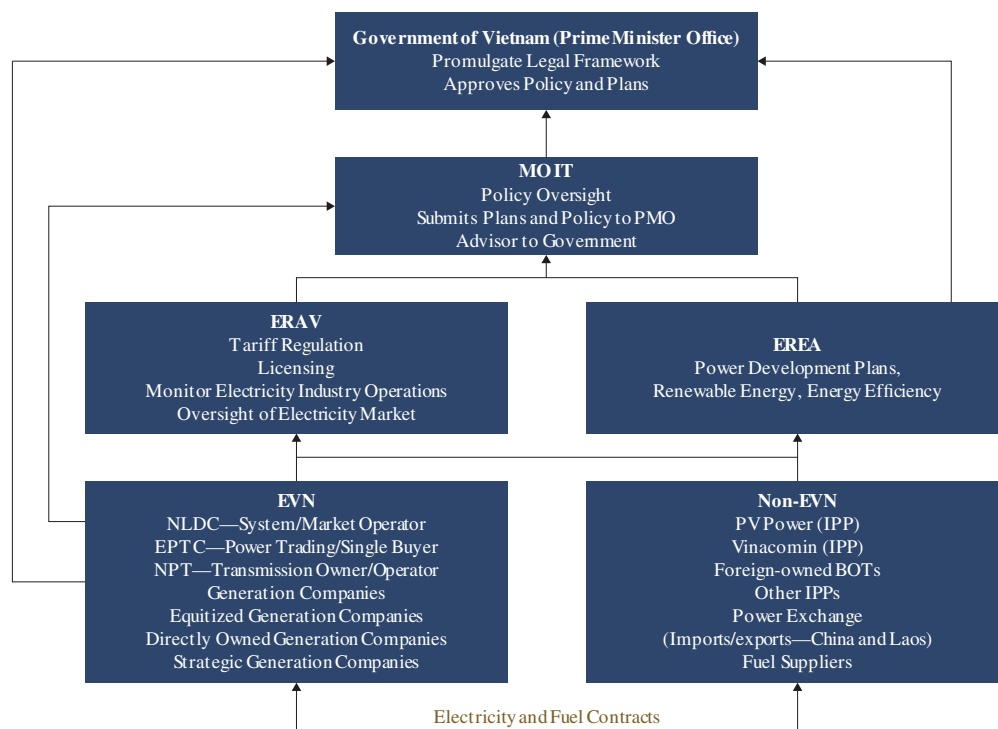 Government of Vietnam (Prime Minister Office)
Promulgate Legal Framework
Approves Policy and Plans
MOIT
Policy Oversight
Submits Plans and Policy to PMO
Advisor to Government
ERAV
Tariff Regulation
Licensing
Monitor Electricity Industry Operations
Oversight of Electricity Market
EREA
Power Development Plans,
Renewable Energy, Energy Efficiency
EVN
NLDC—System/Market Operator
EPTC—Power Trading/Single Buyer
NPT—Transmission Owner/Operator
Generation Companies
Equitized Generation Companies
Directly Owned Generation Companies
Strategic Generation Companies
Non-EVN
PV Power (IPP)
Vinacomin (IPP)
Foreign-owned BOTs
Other IPPs
Power Exchange
(Imports/exports—China and Laos)
Fuel Suppliers
Electricity and Fuel Contracts